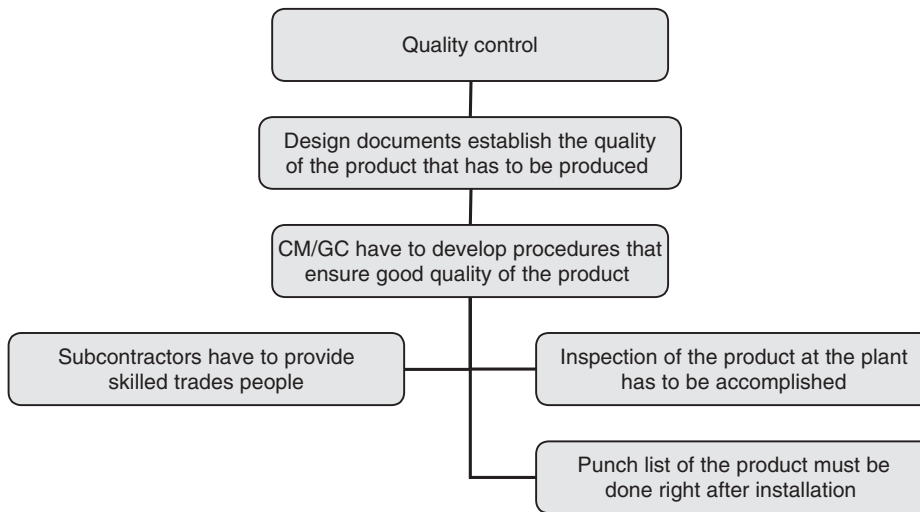 Quality control
Design documents establish the quality
of the product that has to be produced
CM/GC have to develop procedures that
ensure good quality of the product
Subcontractors have to provide
skilled trades people
Inspection of the product at the plant
has to be accomplished
Punch list of the product must be
done right after installation